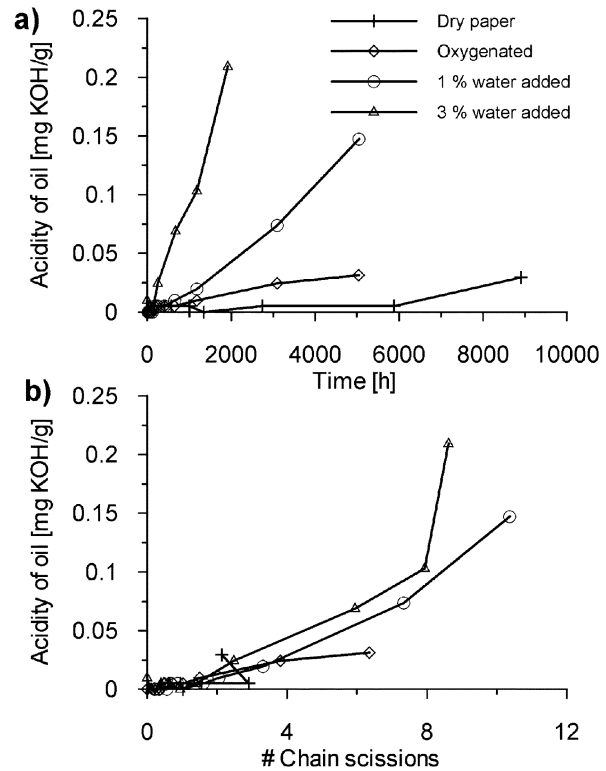 a)
0.25
0.2
0.15
0.1
0.05
0
Acidity of oil [mg KOH/g]
Dry paper
Oxygenated
1 % water added
3 % water added
0 2000 4000 6000 8000 10000
Time [h]
b)
0.25
0.2
0.15
0.1
0.05
0
Acidity of oil [mg KOH/g]
0 4 8 12
# Chain scissions